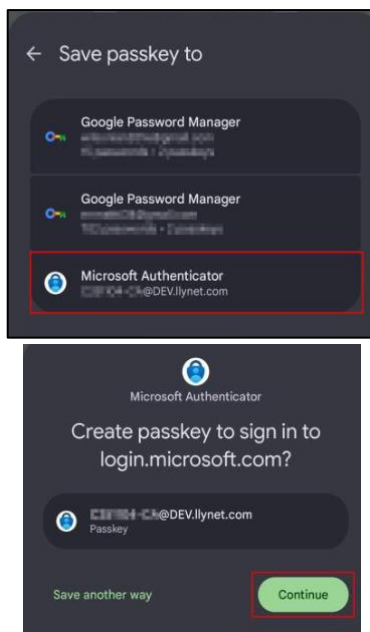 Save passkey to
Google Password Manager
Google Password Manager
Microsoft Authenticator
@DEV.llynet.com
Microsoft Authenticator
Create passkey to sign in to
login.microsoft.com?
@DEV.llynet.com
Passkey
Save another way
Continue